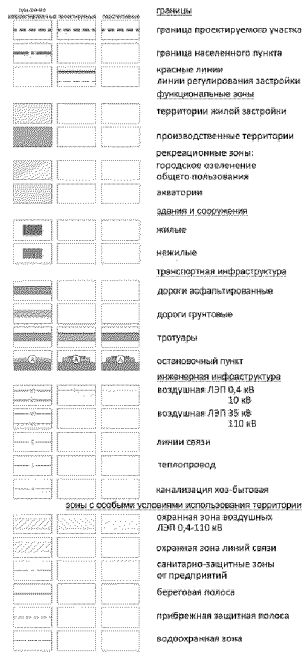 границы
проектируемые
граница проектируемого участка
граница населенного пункта
красные линии
линии регулирования застройки
функциональные зоны
территории жилой застройки
производственные территории
рекреационные зоны:
городское озеленение
общего пользования
акватории
здания и сооружения
жилые
нежилые
транспортная инфраструктура
дороги асфальтированные
дороги грунтовые
тротуары
остановочный пункт
А А А
инженерная инфраструктура
воздушная ЛЭП 0,4 кВ
10 кВ
воздушная ЛЭП 35 кВ
110 кВ
линии связи
теплопровод
канализация хоз-бытовая
зоны с особыми условиями использования территории
охранная зона воздушных
ЛЭП 0,4-110 кВ
охранная зона линий связи
санитарно-защитные зоны
от предприятий
береговая полоса
прибрежная защитная полоса
водоохранная зона